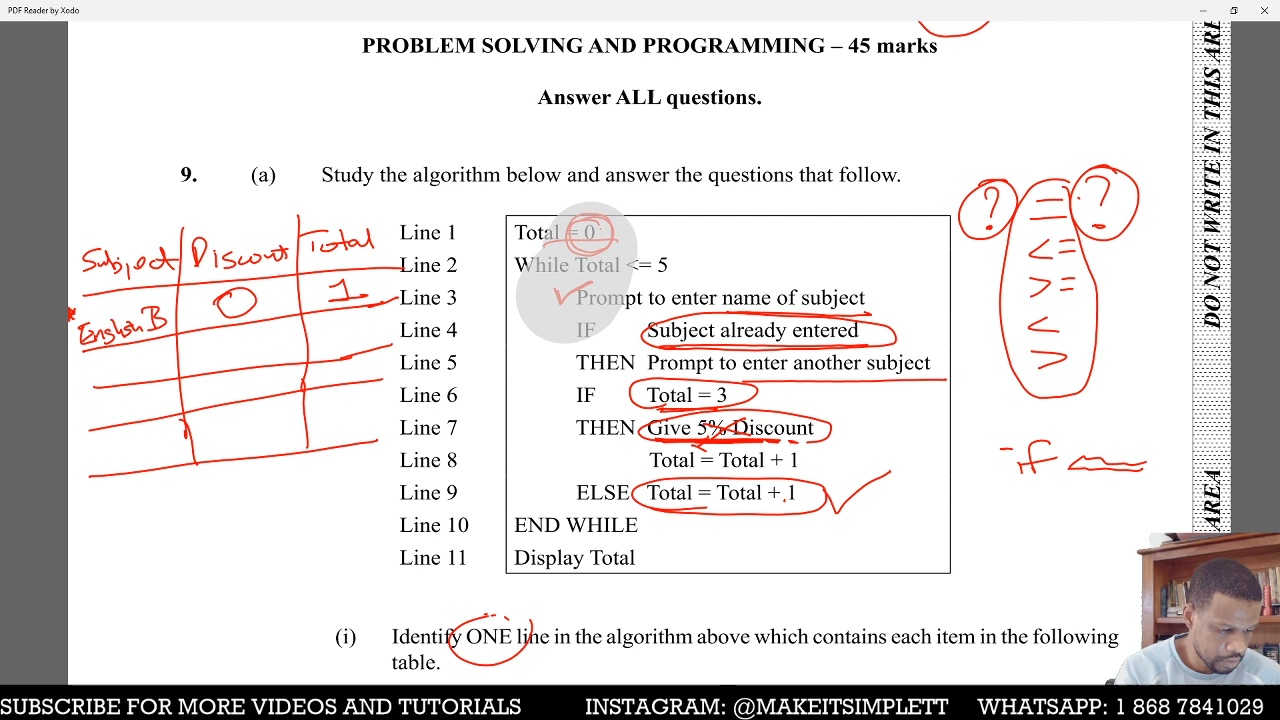 PDF Reader by Xodo
PROBLEM SOLVING AND PROGRAMMING – 45 marks
Answer ALL questions.
9. (a) Study the algorithm below and answer the questions that follow.
Line 1 Total = 0
Line 2 While Total <= 5
Line 3 Prompt to enter name of subject
Line 4 IF Subject already entered
Line 5 THEN Prompt to enter another subject
Line 6 IF Total = 3
Line 7 THEN Give 5% Discount
Line 8 Total = Total + 1
Line 9 ELSE Total = Total + 1
Line 10 END WHILE
Line 11 Display Total
Subject Discount Total
English B 0 1
? = ?
<=
>=
<
>
if
(i) Identify ONE line in the algorithm above which contains each item in the following
table.
DO NOT WRITE IN THIS ARE
AREA
SUBSCRIBE FOR MORE VIDEOS AND TUTORIALS INSTAGRAM: @MAKEITSIMPLETT WHATSAPP: 1 868 7841029